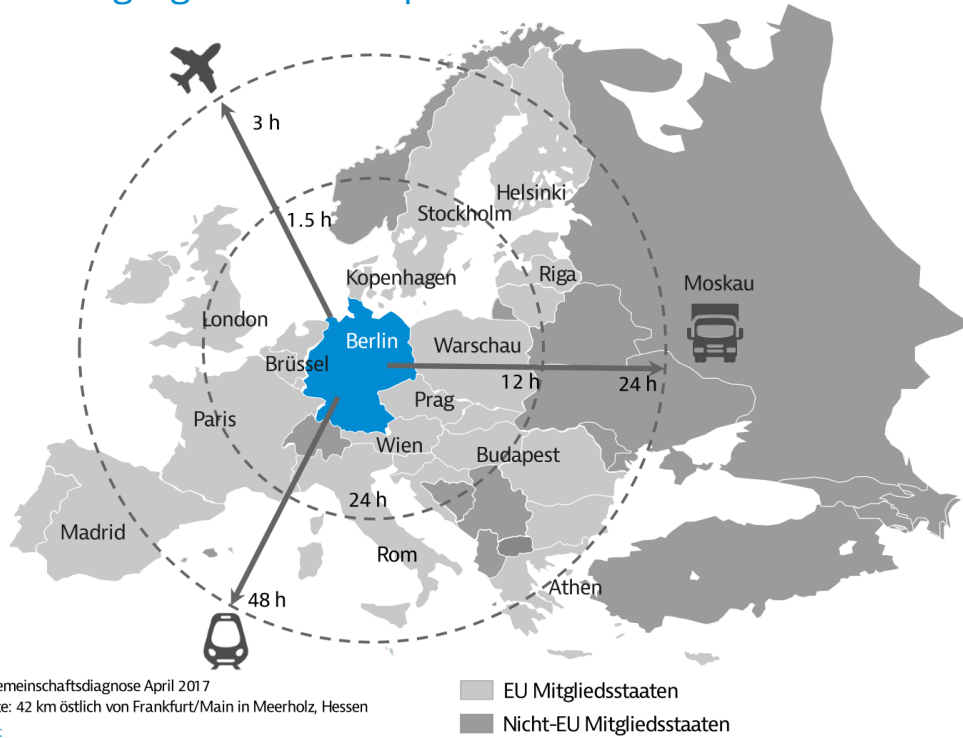 3 h
1.5 h
Helsinki
Stockholm
Kopenhagen
Riga
Moskau
London
Berlin
Warschau
Brüssel
12 h
24 h
Prag
Paris
Wien
Budapest
24 h
Madrid
Rom
Athen
48 h
emeinschaftsdiagnose April 2017
te: 42 km östlich von Frankfurt/Main in Meerholz, Hessen
EU Mitgliedsstaaten
Nicht-EU Mitgliedsstaaten